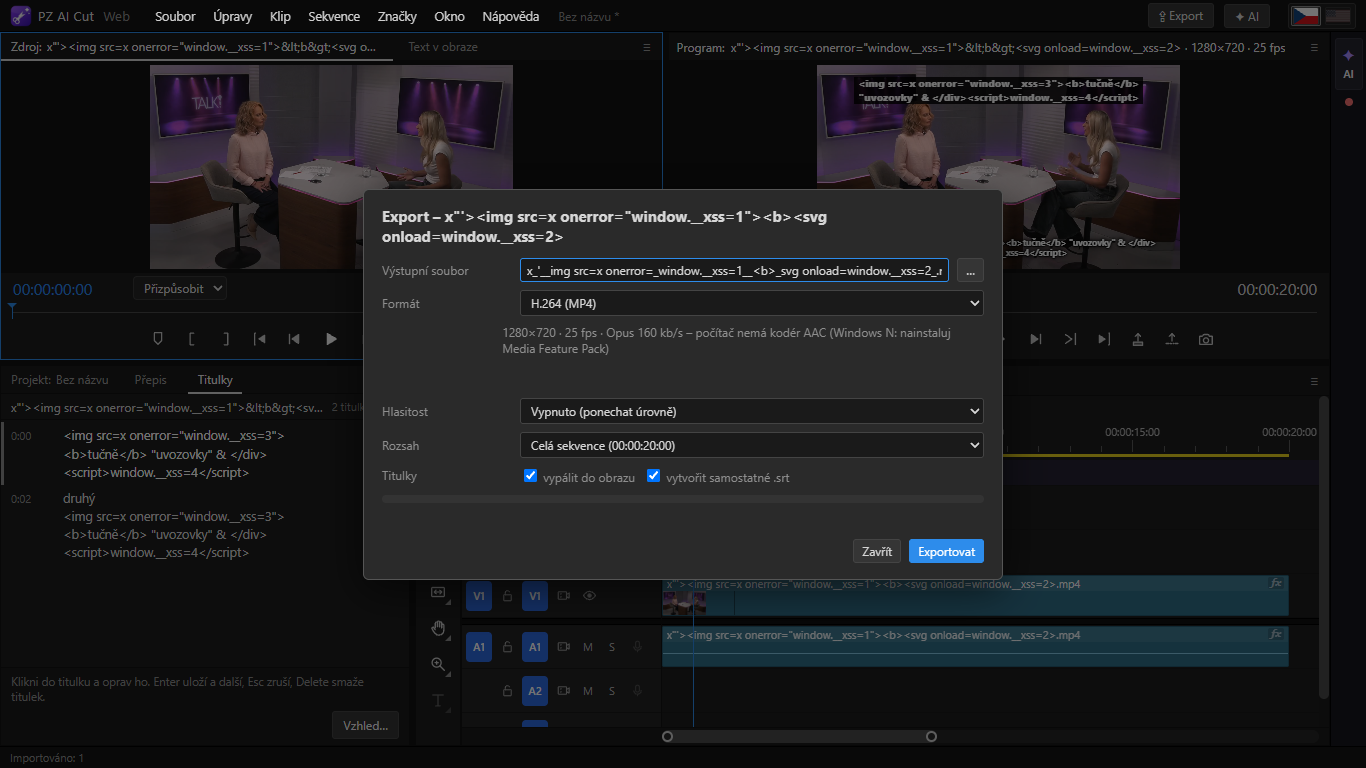 PZ AI Cut Web Soubor Úpravy Klip Sekvence Značky Okno Nápověda Bez názvu * Export AI
Zdroj: x"'><img src=x onerror="window.__xss=1">&lt;b&gt;<svg o... Text v obraze
Program: x"'><img src=x onerror="window.__xss=1">&lt;b&gt;<svg onload=window.__xss=2> · 1280×720 · 25 fps
AI
TALK!
<img src=x onerror="window.__xss=3"><b>tučně</b>
"uvozovky" & </div><script>window.__xss=4</script>
<b>tučně</b> "uvozovky" & </div>
_xss=4</script>
00:00:00:00 Přizpůsobit
00:00:20:00
Export – x"'><img src=x onerror="window.__xss=1"><b><svg
onload=window.__xss=2>
Výstupní soubor x_'__img src=x onerror=_window.__xss=1__<b>_svg onload=window.__xss=2_.r ...
Formát H.264 (MP4)
1280×720 · 25 fps · Opus 160 kb/s – počítač nemá kodér AAC (Windows N: nainstaluj
Media Feature Pack)
Hlasitost Vypnuto (ponechat úrovně)
Rozsah Celá sekvence (00:00:20:00)
Titulky vypálit do obrazu vytvořit samostatné .srt
Zavřít Exportovat
Projekt: Bez názvu Přepis Titulky
x"'><img src=x onerror="window.__xss=1">&lt;b&gt;<sv... 2 titulk
0:00 <img src=x onerror="window.__xss=3">
<b>tučně</b> "uvozovky" & </div>
<script>window.__xss=4</script>
0:02 druhý
<img src=x onerror="window.__xss=3">
<b>tučně</b> "uvozovky" & </div>
<script>window.__xss=4</script>
Klikni do titulku a oprav ho. Enter uloží a další, Esc zruší, Delete smaže
titulek.
Vzhled...
00:00:15:00 00:00:20:00
V1 V1 x"'><img src=x onerror="window.__xss=1"><b><svg onload=window.__xss=2>.mp4 fx
A1 A1 M S x"'><img src=x onerror="window.__xss=1"><b><svg onload=window.__xss=2>.mp4 fx
A2 M S
T
Importováno: 1